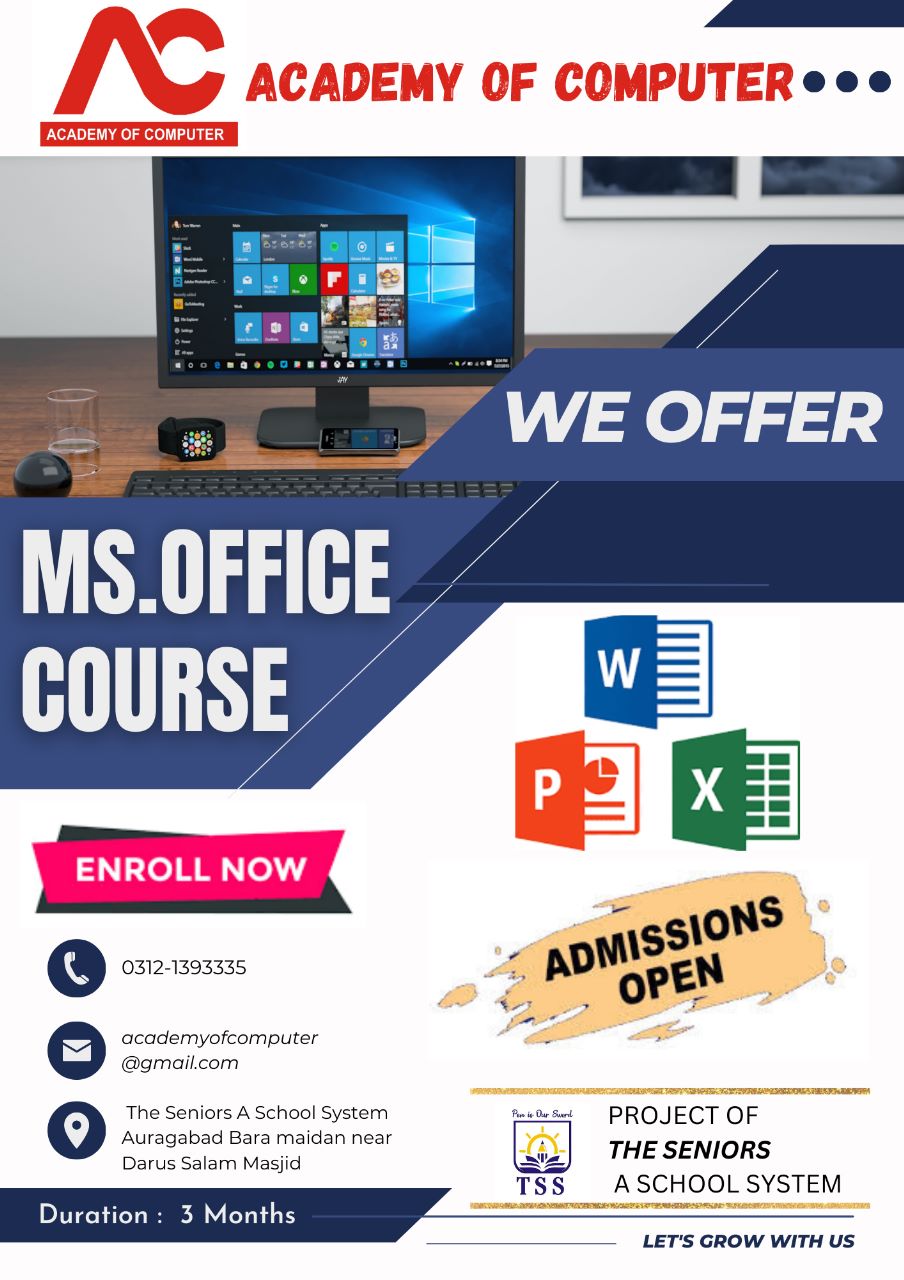 AC
ACADEMY OF COMPUTER
ACADEMY OF COMPUTER
WE OFFER
MS.OFFICE
COURSE
W
P
X
ENROLL NOW
ADMISSIONS
OPEN
0312-1393335
academyofcomputer
@gmail.com
The Seniors A School System
Auragabad Bara maidan near
Darus Salam Masjid
Pen is Our Sword
TSS
PROJECT OF
THE SENIORS
A SCHOOL SYSTEM
Duration : 3 Months
LET'S GROW WITH US